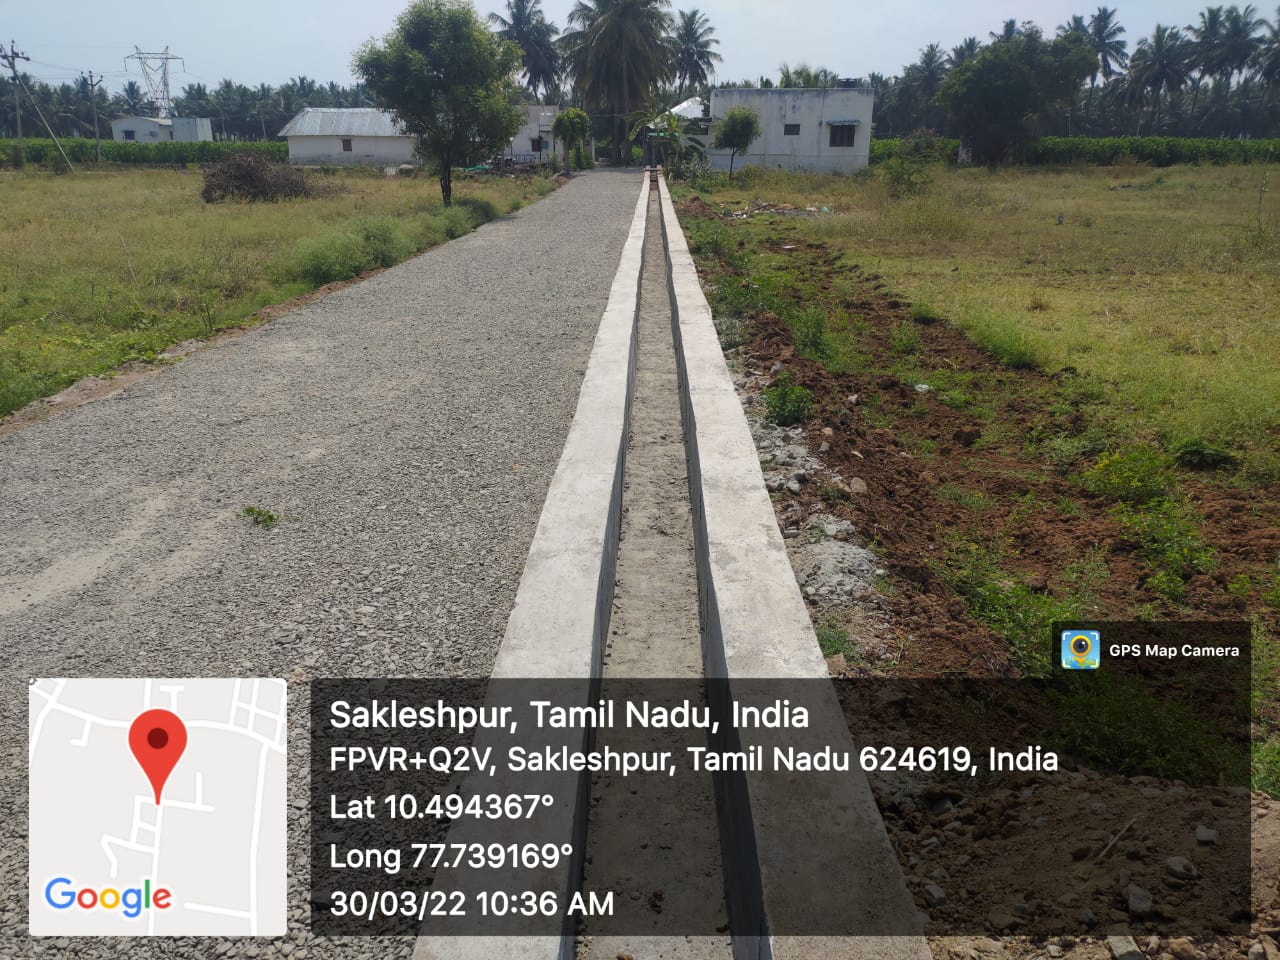 GPS Map Camera
Sakleshpur, Tamil Nadu, India
FPVR+Q2V, Sakleshpur, Tamil Nadu 624619, India
Lat 10.494367°
Long 77.739169°
30/03/22 10:36 AM
Google